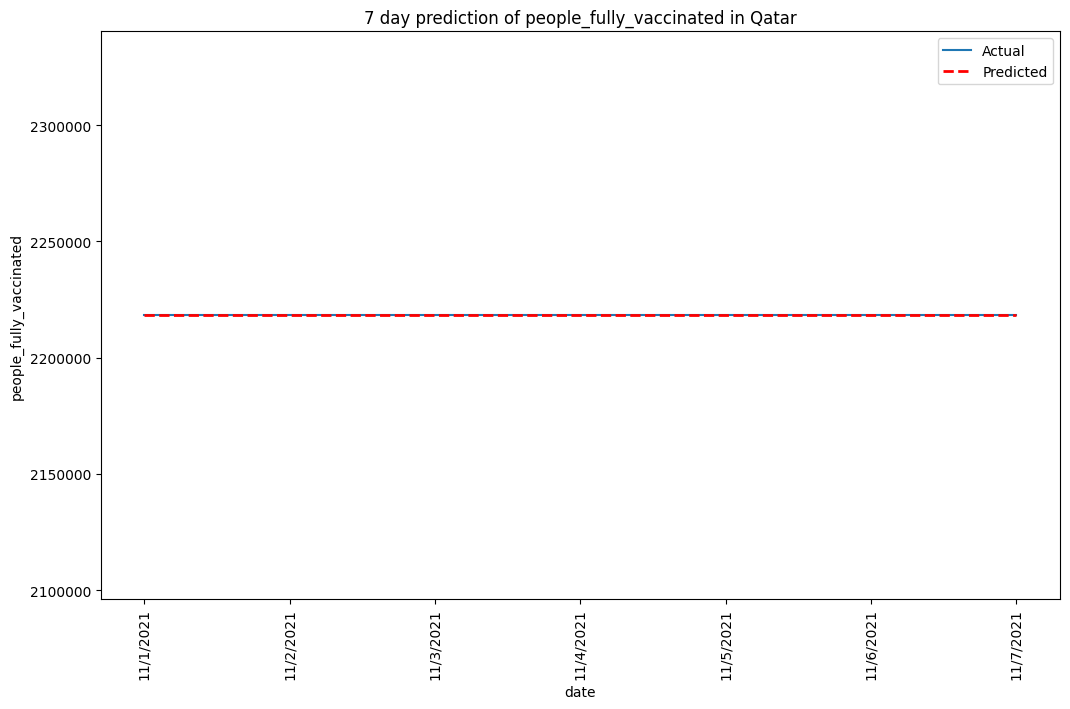 7 day prediction of people_fully_vaccinated in Qatar
Actual
Predicted
people_fully_vaccinated
2300000
2250000
2200000
2150000
2100000
11/1/2021
11/2/2021
11/3/2021
11/4/2021
11/5/2021
11/6/2021
11/7/2021
date